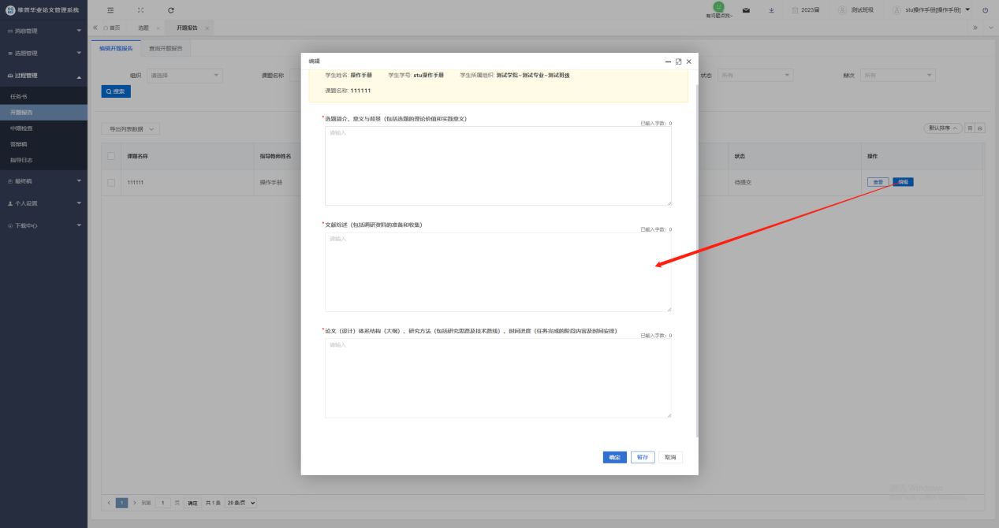 维普毕业论文管理系统
有问题点我~
2023届
测试班级
stu操作手册[操作手册]
消息管理
选题管理
过程管理
任务书
开题报告
中期检查
答辩稿
指导日志
最终稿
个人设置
下载中心
首页
选题
开题报告
编辑开题报告
查询开题报告
组织
请选择
课题名称
状态
所有
届次
所有
搜索
导出列表数据
默认排序
课题名称
指导教师姓名
状态
操作
111111
操作手册
待提交
查看
编辑
编辑
学生姓名: 操作手册
学生学号: stu操作手册
学生所属组织: 测试学院~测试专业~测试班级
课题名称: 111111
*选题简介、意义与背景（包括选题的理论价值和实践意义）
已输入字数: 0
请输入
*文献综述（包括调研资料的准备和收集）
已输入字数: 0
请输入
*论文（设计）体系结构（大纲）、研究方法（包括研究思路及技术路线）、时间进度（任务完成的阶段内容及时间安排）
已输入字数: 0
请输入
确定
暂存
取消
1
到第
1
页
确定
共 1 条
20 条/页
激活 Windows